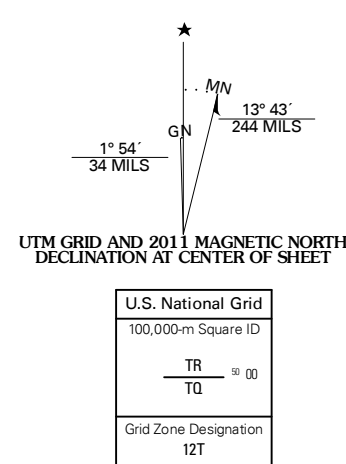 ★
MN
GN
13° 43´
244 MILS
1° 54´
34 MILS
UTM GRID AND 2011 MAGNETIC NORTH
DECLINATION AT CENTER OF SHEET
U.S. National Grid
100,000-m Square ID
TR
50 00
TQ
Grid Zone Designation
12T